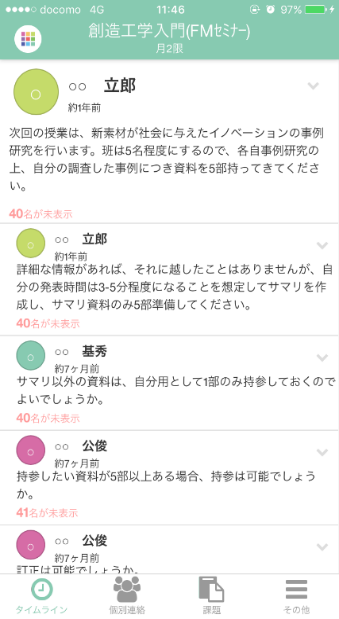 docomo 4G 11:46 97%
創造工学入門(FMｾﾐﾅｰ)
月2限
○○ 立郎
約1年前
次回の授業は、新素材が社会に与えたイノベーションの事例
研究を行います。班は5名程度にするので、各自事例研究の
上、自分の調査した事例につき資料を5部持ってきてくださ
い。
40名が未表示
○○ 立郎
約1年前
詳細な情報があれば、それに越したことはありませんが、自
分の発表時間は3-5分程度になることを想定してサマリを作
成し、サマリ資料のみ5部準備してください。
40名が未表示
○○ 基秀
約7ヶ月前
サマリ以外の資料は、自分用として1部のみ持参しておくので
よいでしょうか。
40名が未表示
○○ 公俊
約7ヶ月前
持参したい資料が5部以上ある場合、持参は可能でしょう
か。
41名が未表示
○○ 公俊
約7ヶ月前
訂正は可能でしょうか。
タイムライン 個別連絡 課題 その他